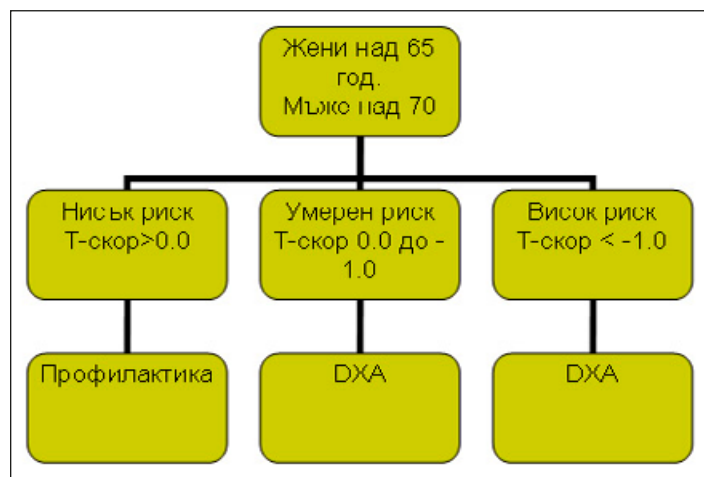 Жени над 65
год.
Мъже над 70
Нисък риск
Т-скор>0.0
Умерен риск
Т-скор 0.0 до -
1.0
Висок риск
Т-скор < -1.0
Профилактика
DXA
DXA